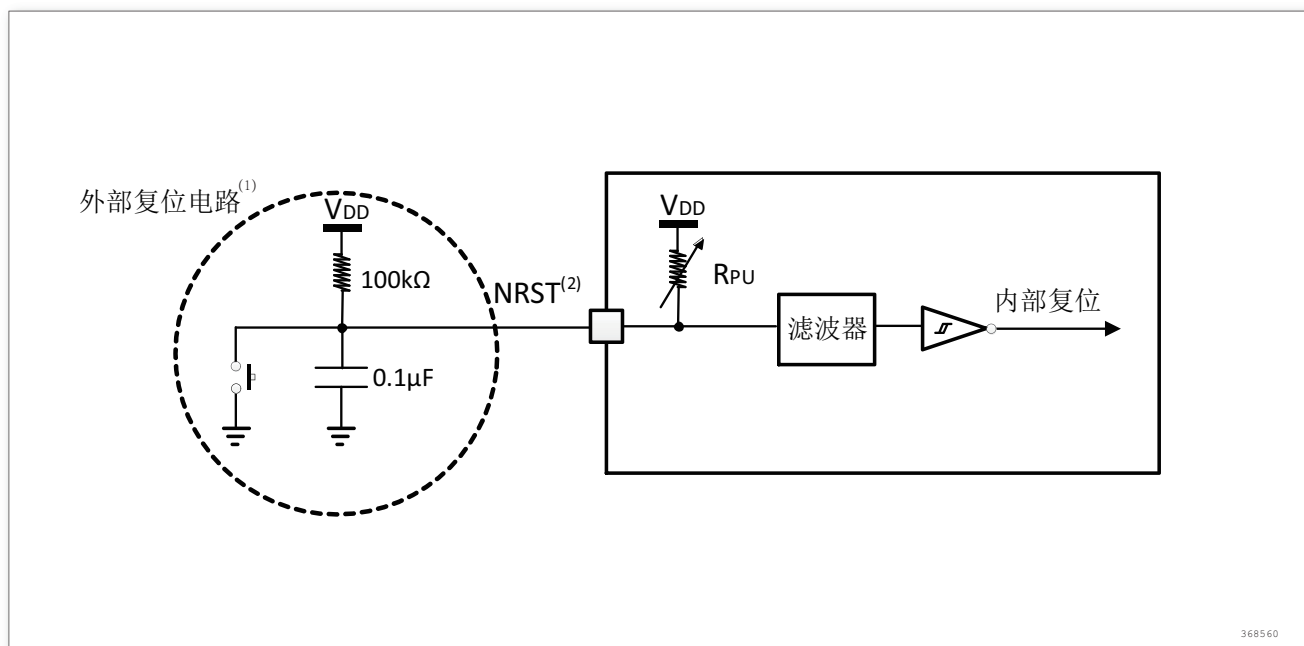 外部复位电路(1)
VDD
100kΩ
0.1µF
NRST(2)
VDD
RPU
滤波器
内部复位
368560